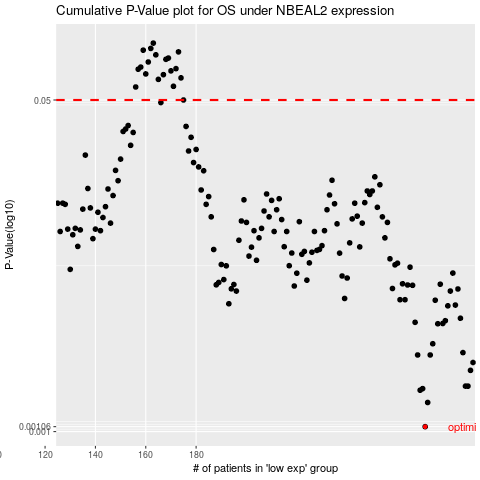 Cumulative P-Value plot for OS under NBEAL2 expression
0.05
P-Value(log10)
0.00106
0.001
optimi
0
120
140
160
180
# of patients in 'low exp' group